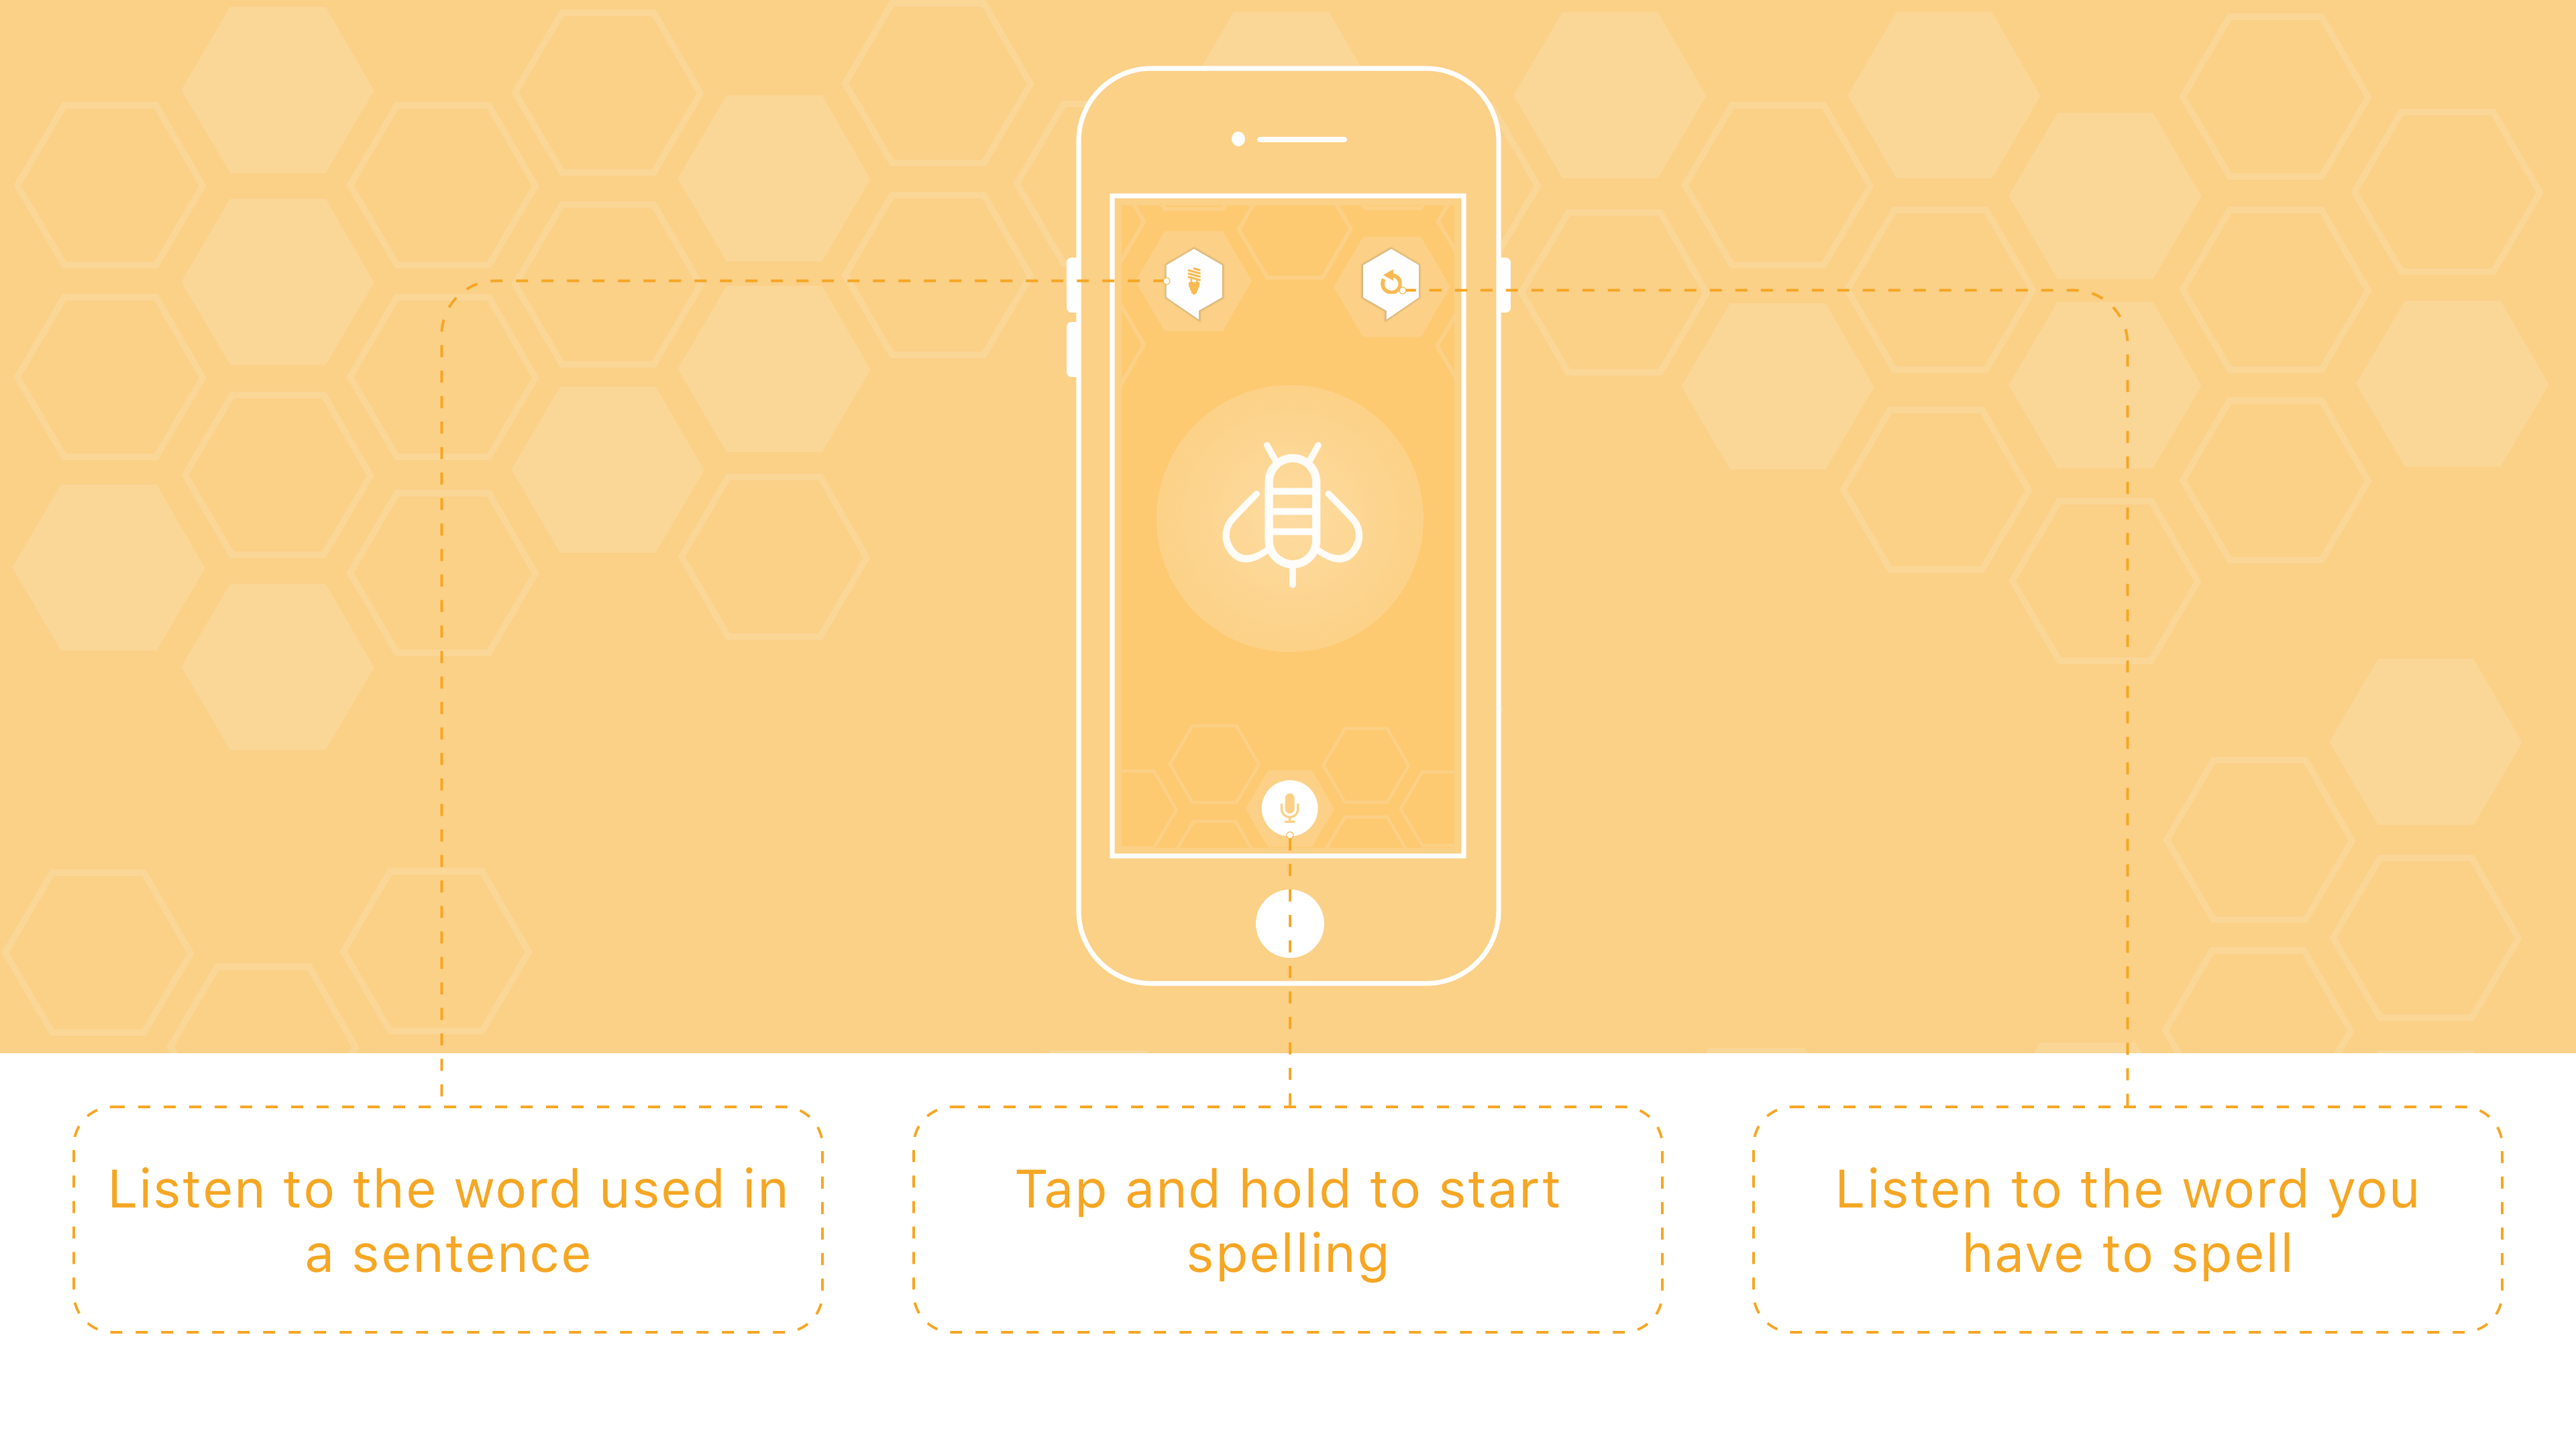 Listen to the word used in
a sentence
Tap and hold to start
spelling
Listen to the word you
have to spell